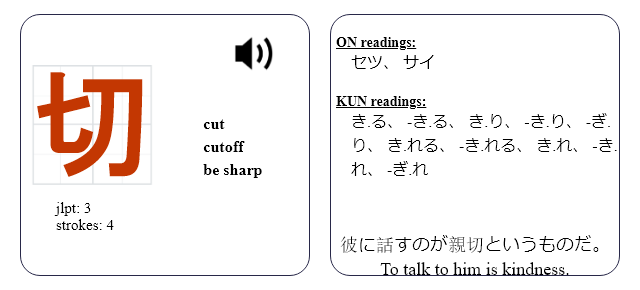 切
cut
cutoff
be sharp
jlpt: 3
strokes: 4
ON readings:
セツ、 サイ
KUN readings:
き.る、 -き.る、 き.り、 -き.り、 -ぎ.
り、 き.れる、 -き.れる、 き.れ、 -き.
れ、 -ぎ.れ
彼に話すのが親切というものだ。
To talk to him is kindness.